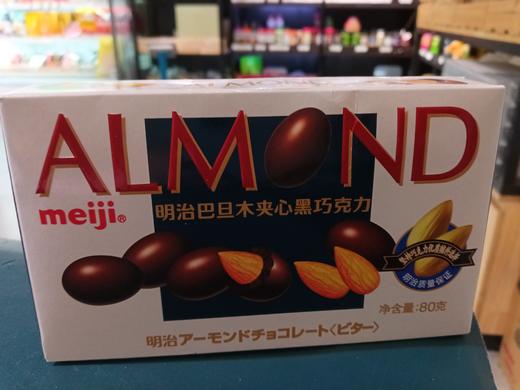 ALMOND
ALMOND
meiji®
明治巴旦木夹心黑巧克力
明治质量保证
净含量:80克
明治アーモンドチョコレート〈ビター〉